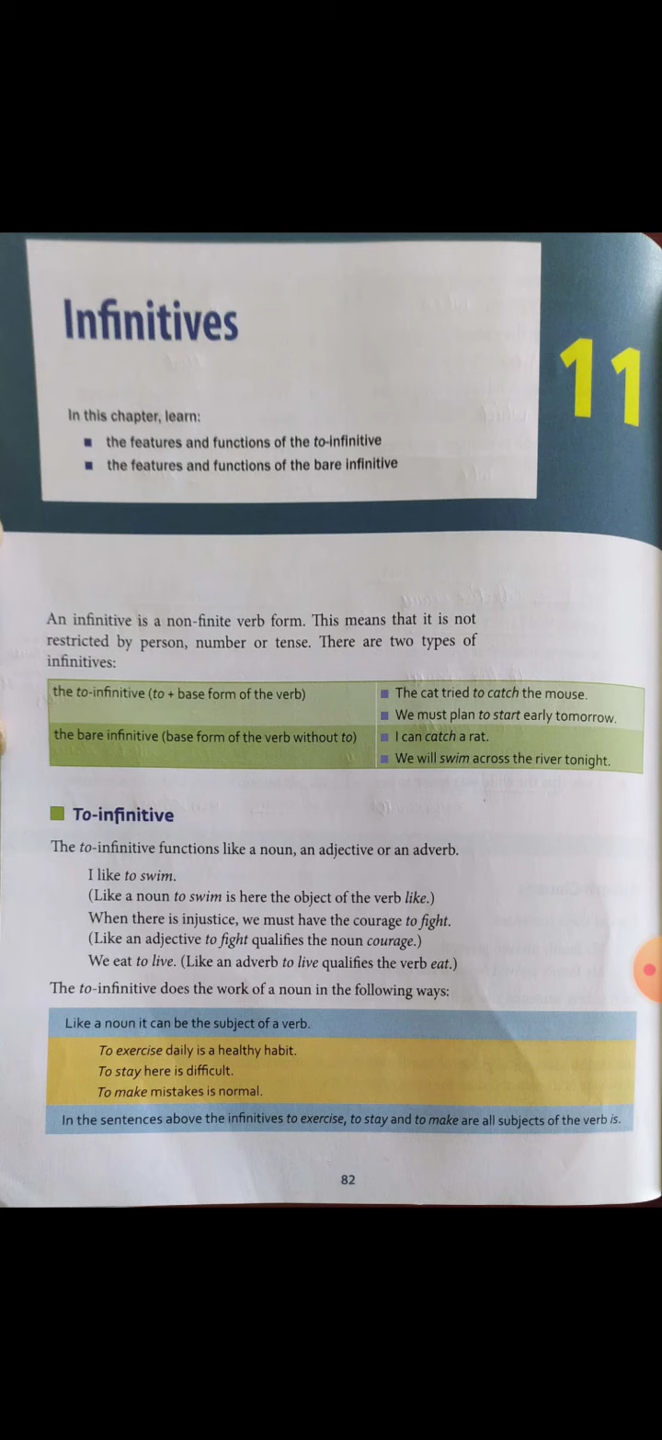 Infinitives
11
In this chapter, learn:
■ the features and functions of the to-infinitive
■ the features and functions of the bare infinitive
An infinitive is a non-finite verb form. This means that it is not
restricted by person, number or tense. There are two types of
infinitives:
the to-infinitive (to + base form of the verb)
■ The cat tried to catch the mouse.
■ We must plan to start early tomorrow.
the bare infinitive (base form of the verb without to)
■ I can catch a rat.
■ We will swim across the river tonight.
■ To-infinitive
The to-infinitive functions like a noun, an adjective or an adverb.
I like to swim.
(Like a noun to swim is here the object of the verb like.)
When there is injustice, we must have the courage to fight.
(Like an adjective to fight qualifies the noun courage.)
We eat to live. (Like an adverb to live qualifies the verb eat.)
The to-infinitive does the work of a noun in the following ways:
Like a noun it can be the subject of a verb.
To exercise daily is a healthy habit.
To stay here is difficult.
To make mistakes is normal.
In the sentences above the infinitives to exercise, to stay and to make are all subjects of the verb is.
82